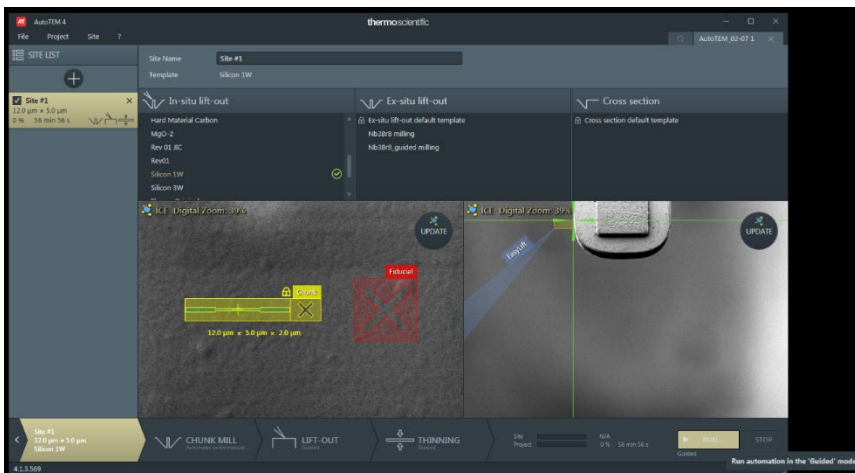 AutoTEM 4
thermoscientific
File Project Site ?
AutoTEM_02-07 1
SITE LIST
Site Name Site #1
Template Silicon 1W
Site #1
12.0 µm × 5.0 µm
0 % 56 min 56 s
In-situ lift-out
Hard Material Carbon
MgO-2
Rev 01 JIC
Rev01
Silicon 1W
Silicon 3W
Ex-situ lift-out
Ex-situ lift-out default template
Nb3Br8 milling
Nb3Br8_guided milling
Cross section
Cross section default template
ICE Digital Zoom: 39%
UPDATE
Fiducial
Chunk
12.0 µm × 5.0 µm × 2.0 µm
ICE Digital Zoom: 39%
UPDATE
EasyLift
Site #1
12.0 µm × 5.0 µm
Silicon 1W
CHUNK MILL
LIFT-OUT
Guided
THINNING
Guided
Site N/A
Project 0 % 56 min 56 s
RUN...
Guided
STOP
Run automation in the 'Guided' mode
4.1.3.569